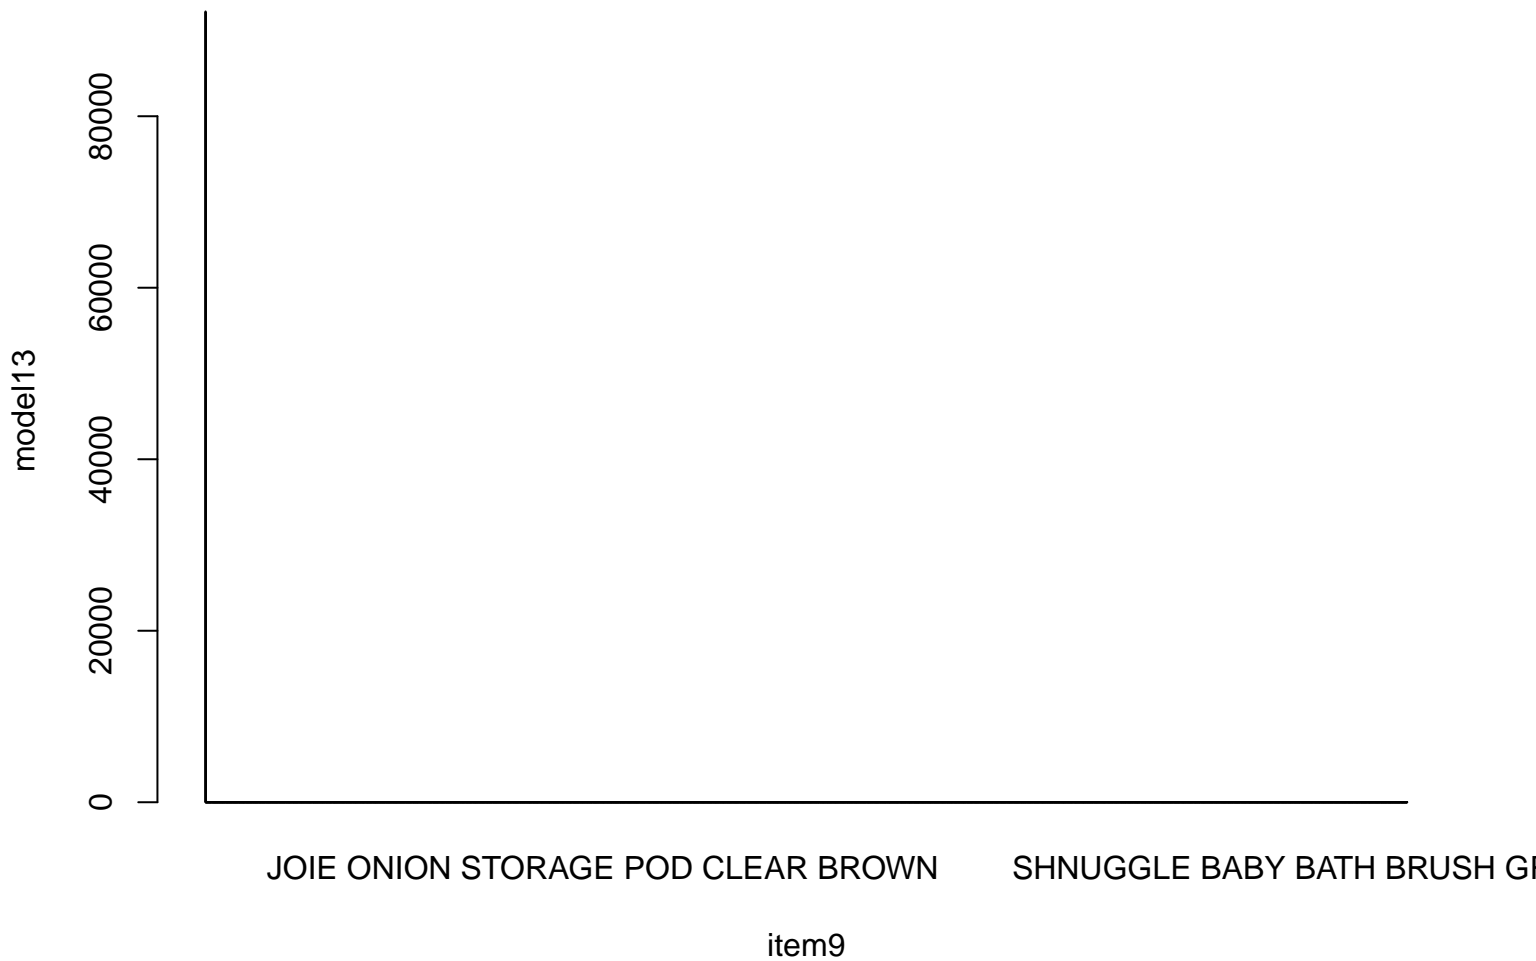 80000
60000
40000
20000
0
model13
JOIE ONION STORAGE POD CLEAR BROWN
SHNUGGLE BABY BATH BRUSH
item9